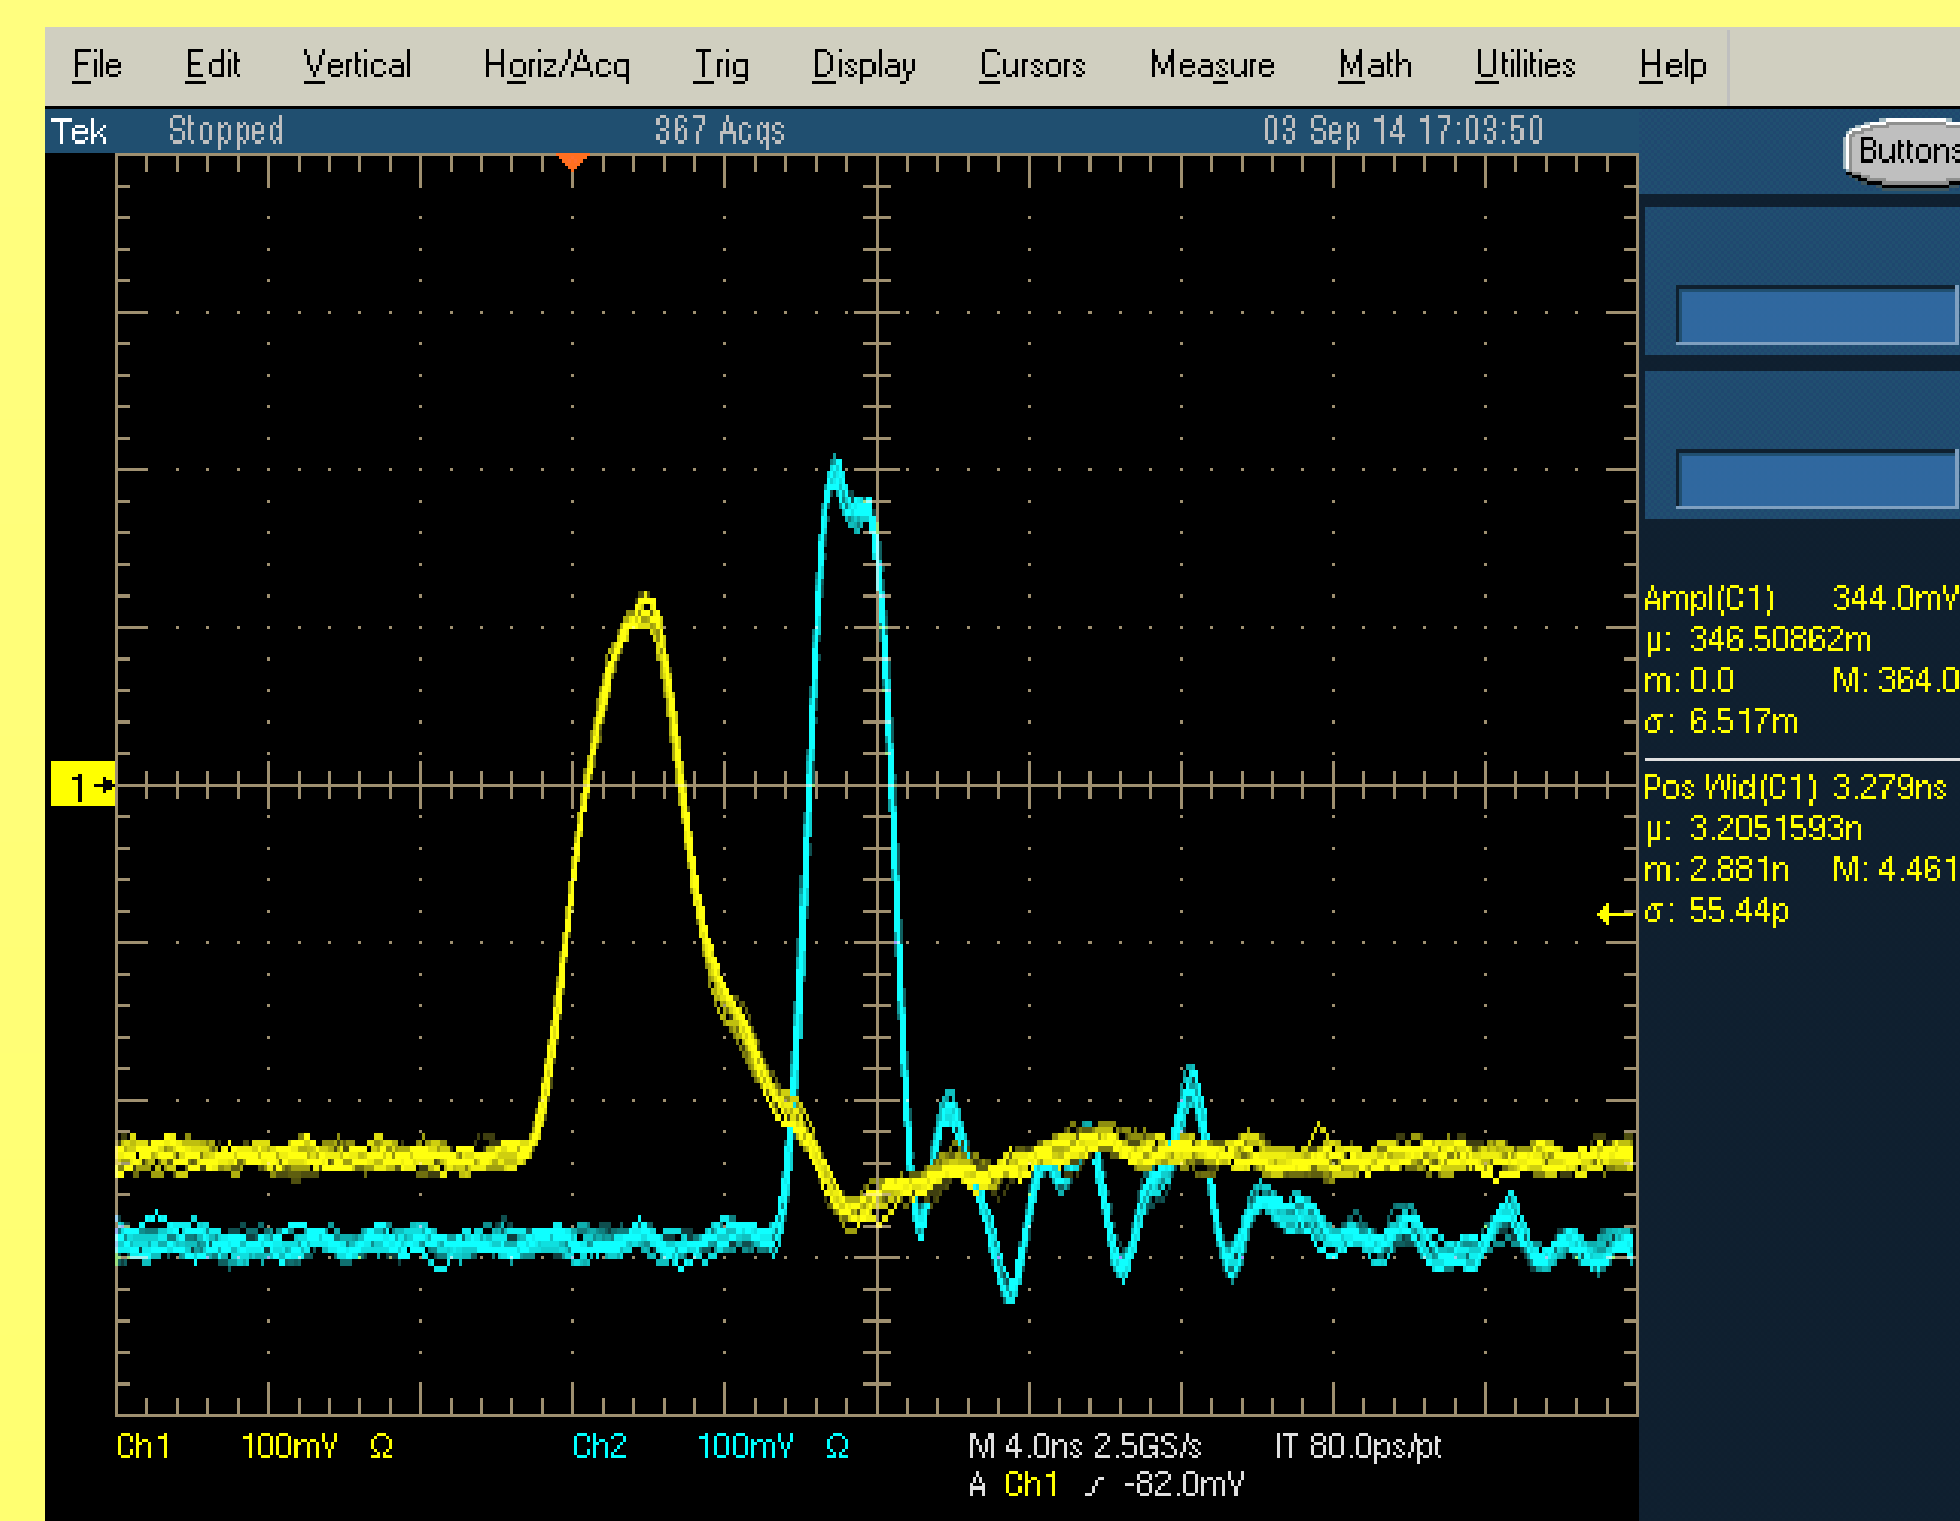 File Edit Vertical Horiz/Acq Trig Display Cursors Measure Math Utilities Help
Tek Stopped 367 Acqs 03 Sep 14 17:03:50
Buttons
Ampl(C1) 344.0mV
µ: 346.50862m
m: 0.0 M: 364.0
σ: 6.517m
1
Pos Wid(C1) 3.279ns
µ: 3.2051593n
m: 2.881n M: 4.461
σ: 55.44p
Ch1 100mV Ω Ch2 100mV Ω M 4.0ns 2.5GS/s IT 80.0ps/pt
A Ch1 -82.0mV